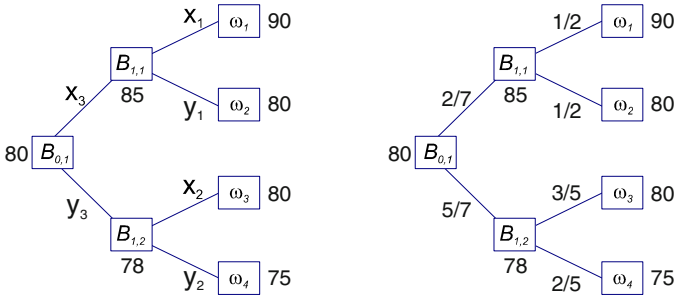 x₁ ω₁ 90
B₁,₁
85
x₃ y₁ ω₂ 80
80 B₀,₁
y₃ x₂ ω₃ 80
B₁,₂
78
y₂ ω₄ 75
1/2 ω₁ 90
B₁,₁
85
2/7 1/2 ω₂ 80
80 B₀,₁
5/7 3/5 ω₃ 80
B₁,₂
78
2/5 ω₄ 75